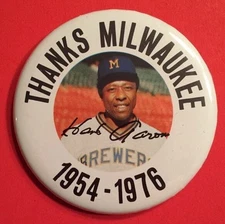 THANKS MILWAUKEE
M
Hank Aaron
BREWER
1954-1976